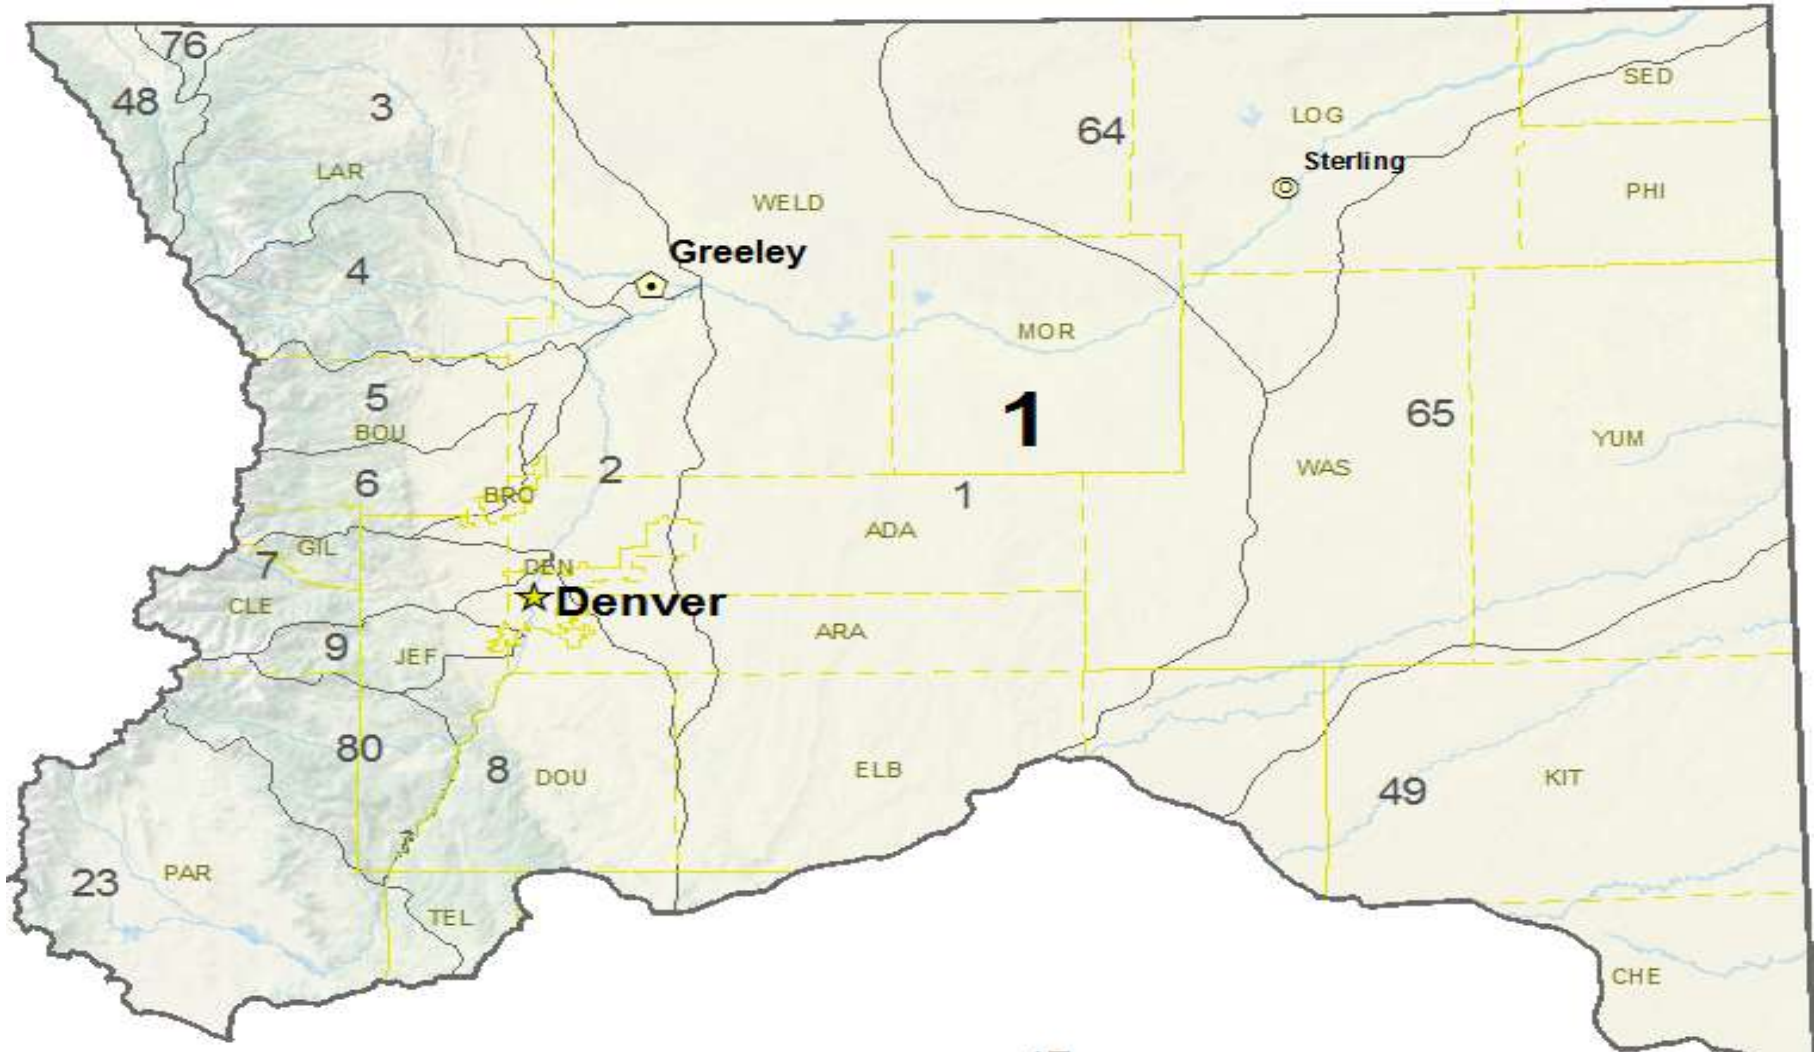 76
48
3
64
LOG
SED
Sterling
LAR
WELD
PHI
Greeley
4
MOR
5
1
65
BOU
YUM
2
WAS
6
BRO
1
ADA
GIL
7
DEN
CLE
Denver
ARA
9
JEF
80
8
DOU
ELB
49
KIT
23
PAR
TEL
CHE